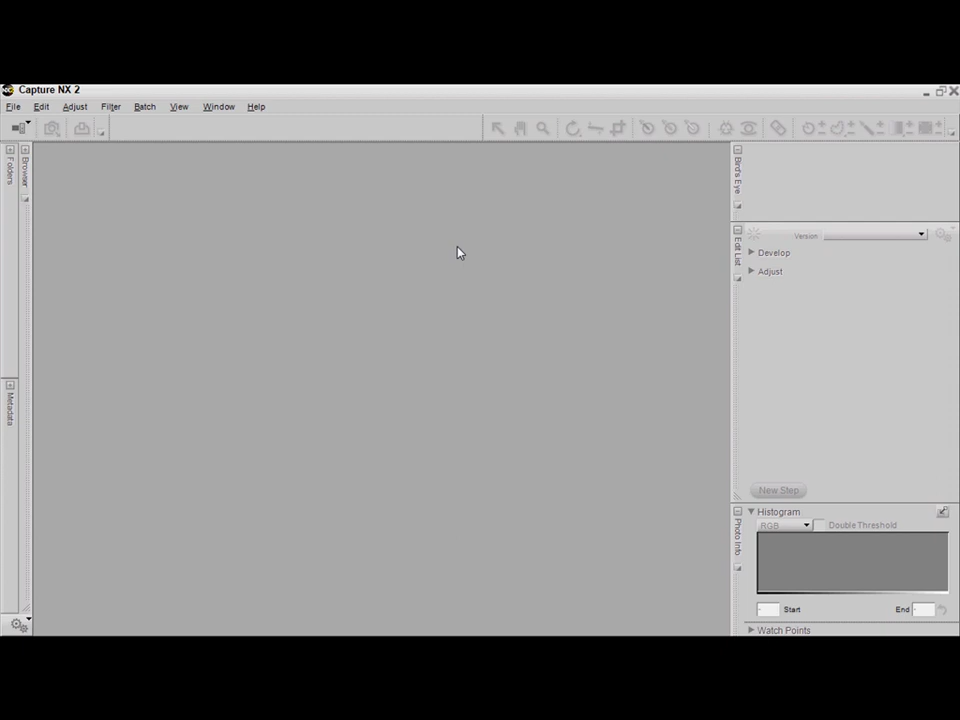 NX2 Capture NX 2
File Edit Adjust Filter Batch View Window Help
Folders
Browser
Metadata
Bird's Eye
Edit List
Version
Develop
Adjust
New Step
Photo Info
Histogram
RGB Double Threshold
Start End
Watch Points